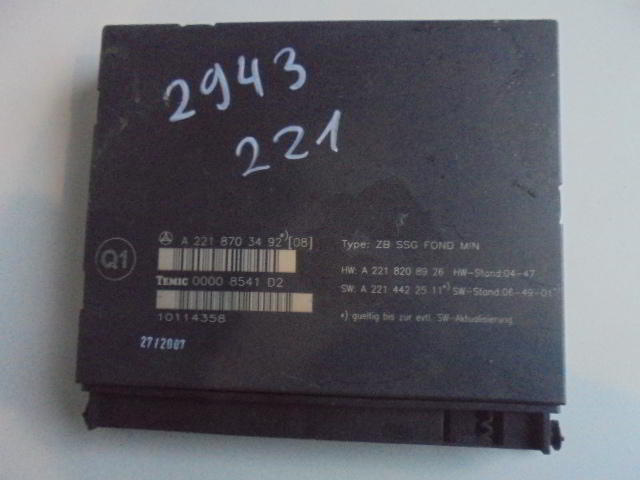 2943
221
A 221 870 34 92 *) [08]
Type: ZB SSG FOND MIN
Q1
HW: A 221 820 89 26 HW-Stand:04-47
TEMIC 0000 8541 D2
SW: A 221 442 25 11 *) SW-Stand:06-49-01 *)
10114358
*) gueltig bis zur evtl. SW-Aktualisierung
27/2007